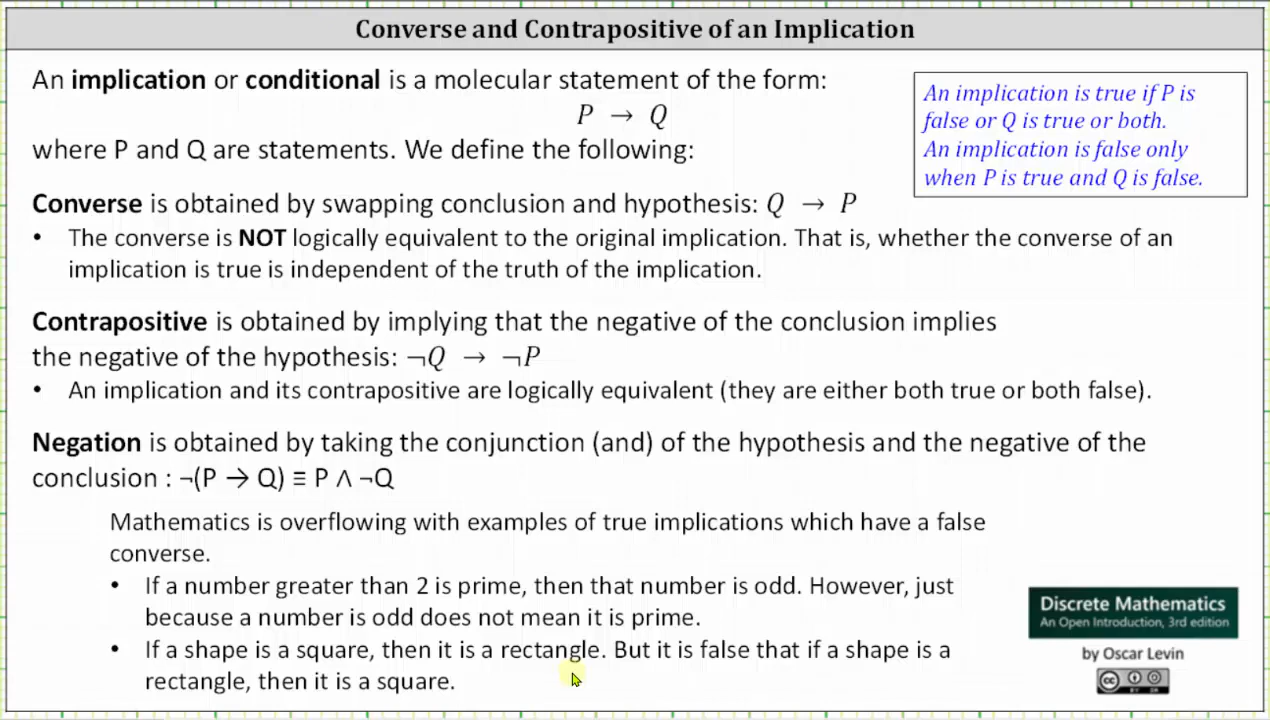 Converse and Contrapositive of an Implication
An implication or conditional is a molecular statement of the form:
P → Q
where P and Q are statements. We define the following:
An implication is true if P is
false or Q is true or both.
An implication is false only
when P is true and Q is false.
Converse is obtained by swapping conclusion and hypothesis: Q → P
• The converse is NOT logically equivalent to the original implication. That is, whether the converse of an
implication is true is independent of the truth of the implication.
Contrapositive is obtained by implying that the negative of the conclusion implies
the negative of the hypothesis: ¬Q → ¬P
• An implication and its contrapositive are logically equivalent (they are either both true or both false).
Negation is obtained by taking the conjunction (and) of the hypothesis and the negative of the
conclusion : ¬(P → Q) ≡ P ∧ ¬Q
Mathematics is overflowing with examples of true implications which have a false
converse.
• If a number greater than 2 is prime, then that number is odd. However, just
because a number is odd does not mean it is prime.
• If a shape is a square, then it is a rectangle. But it is false that if a shape is a
rectangle, then it is a square.
Discrete Mathematics
An Open Introduction, 3rd edition
by Oscar Levin
cc
BY SA